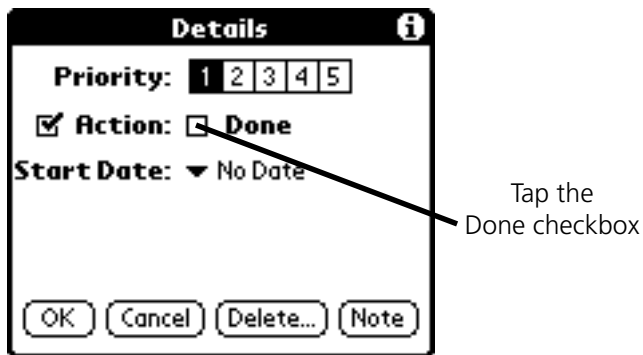 Details
Priority: 1 2 3 4 5
Action: Done
Start Date: No Date
Tap the
Done checkbox
OK Cancel Delete... Note